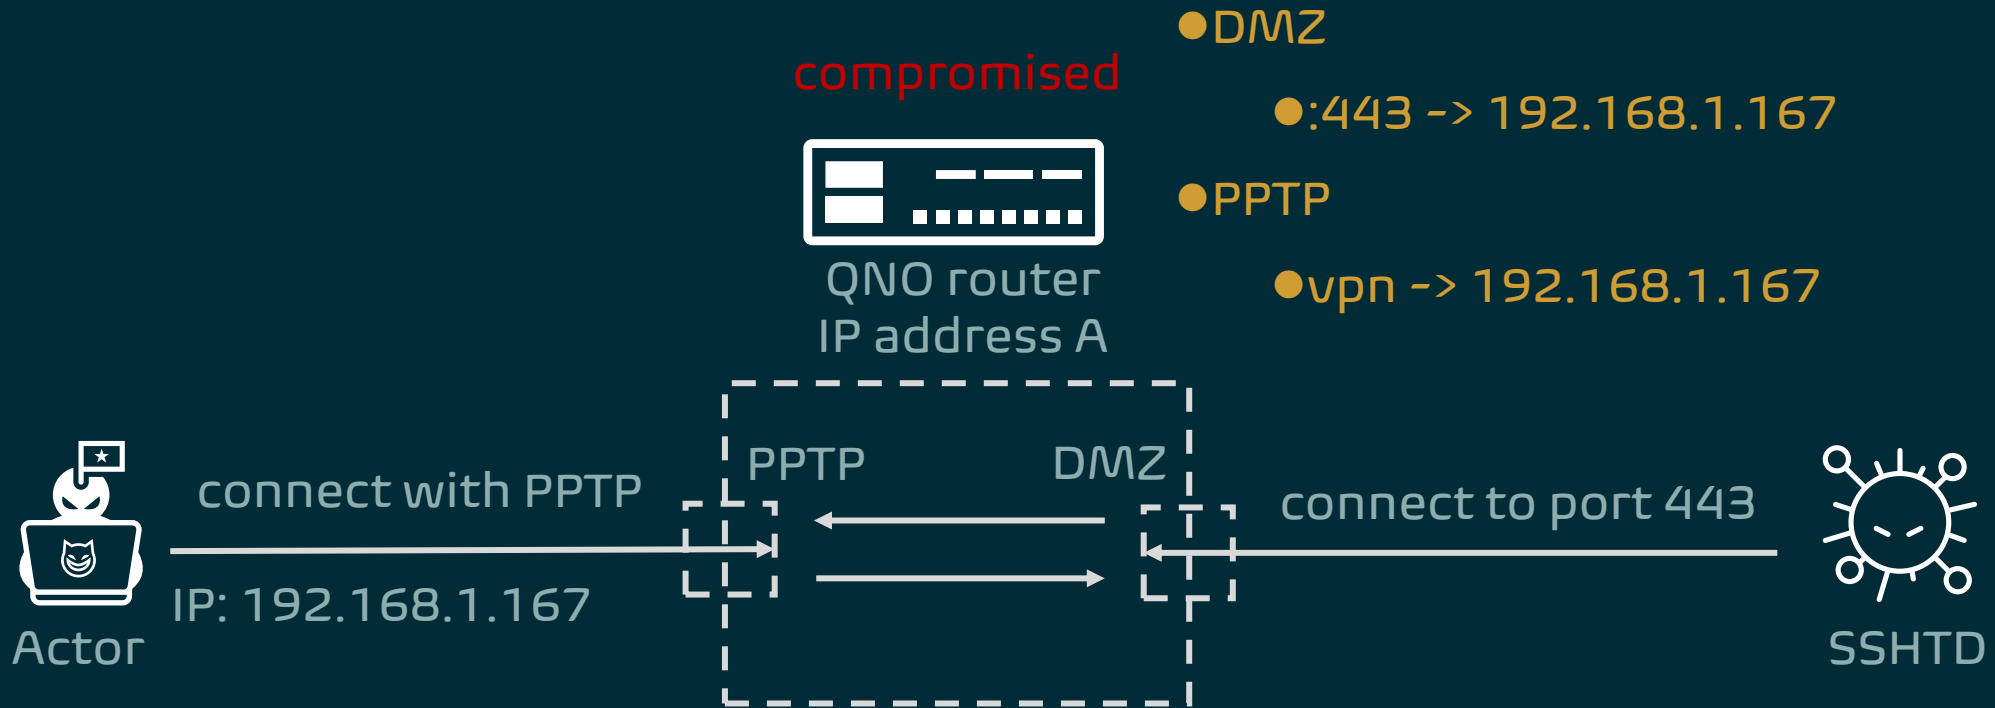 DMZ
:443 -> 192.168.1.167
PPTP
vpn -> 192.168.1.167
compromised
QNO router
IP address A
PPTP
DMZ
connect with PPTP
IP: 192.168.1.167
Actor
connect to port 443
SSHTD